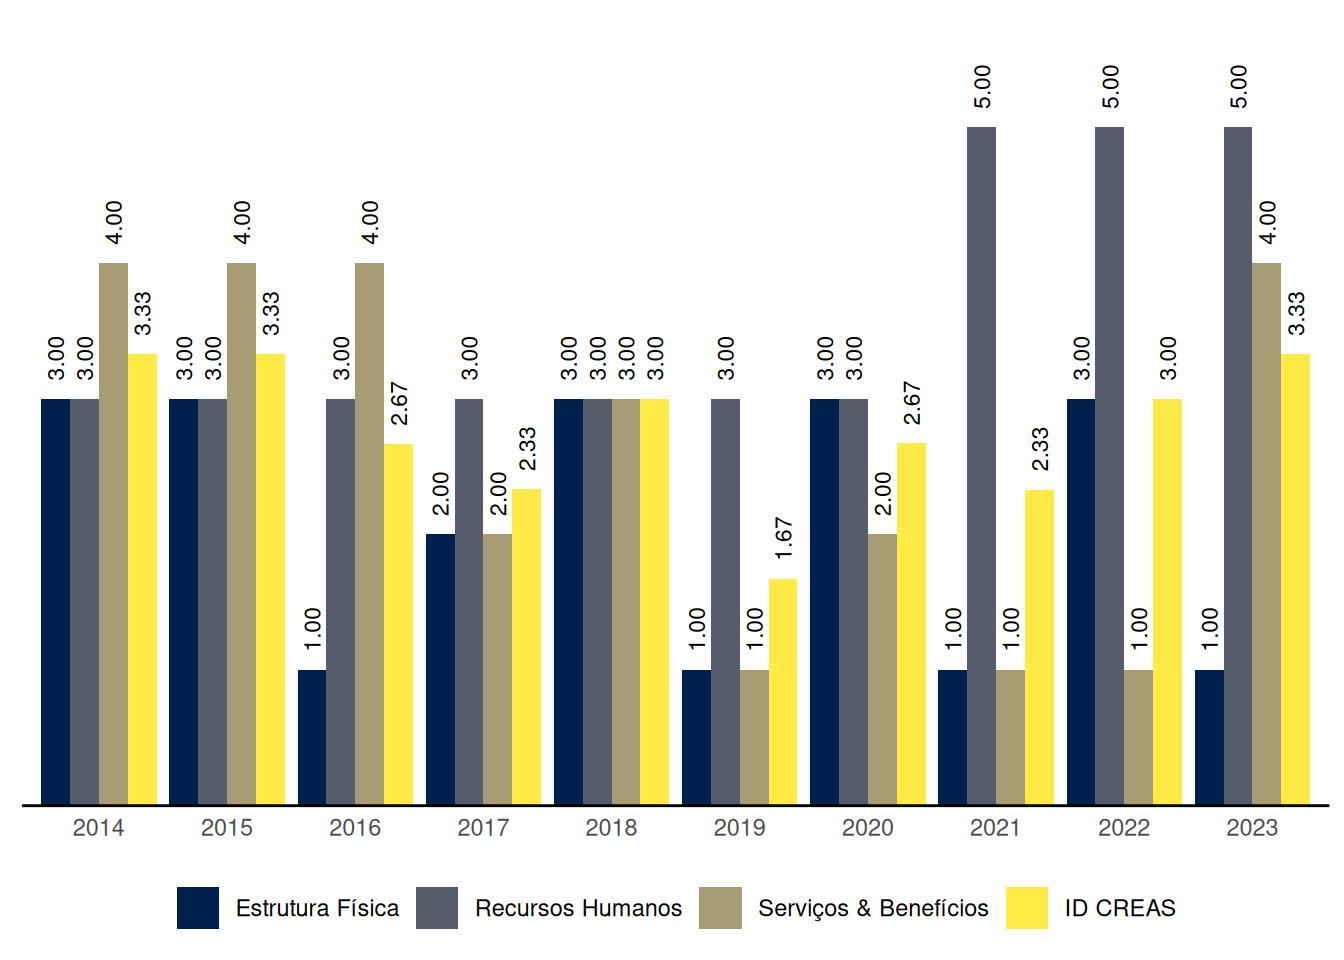 5.00 5.00 5.00
4.00 4.00 4.00 4.00
3.33 3.33 3.33
3.00 3.00 3.00 3.00 3.00 3.00 3.00 3.00 3.00 3.00 3.00 3.00 3.00 3.00 3.00
2.67 2.67
2.33 2.33
2.00 2.00 2.00
1.67
1.00 1.00 1.00 1.00 1.00 1.00 1.00
2014 2015 2016 2017 2018 2019 2020 2021 2022 2023
Estrutura Física Recursos Humanos Serviços & Benefícios ID CREAS